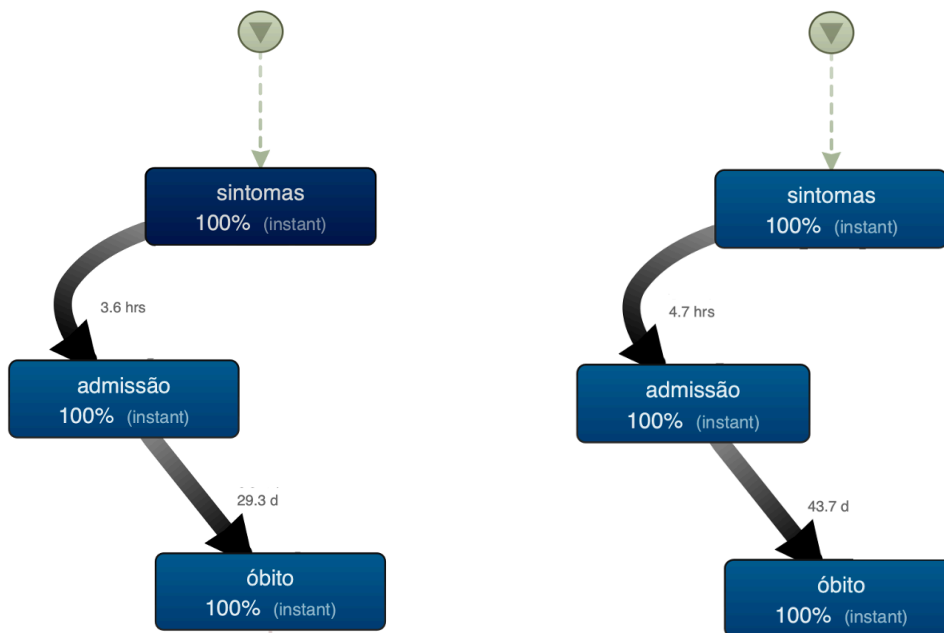 sintomas
100% (instant)
3.6 hrs
admissão
100% (instant)
29.3 d
óbito
100% (instant)
sintomas
100% (instant)
4.7 hrs
admissão
100% (instant)
43.7 d
óbito
100% (instant)